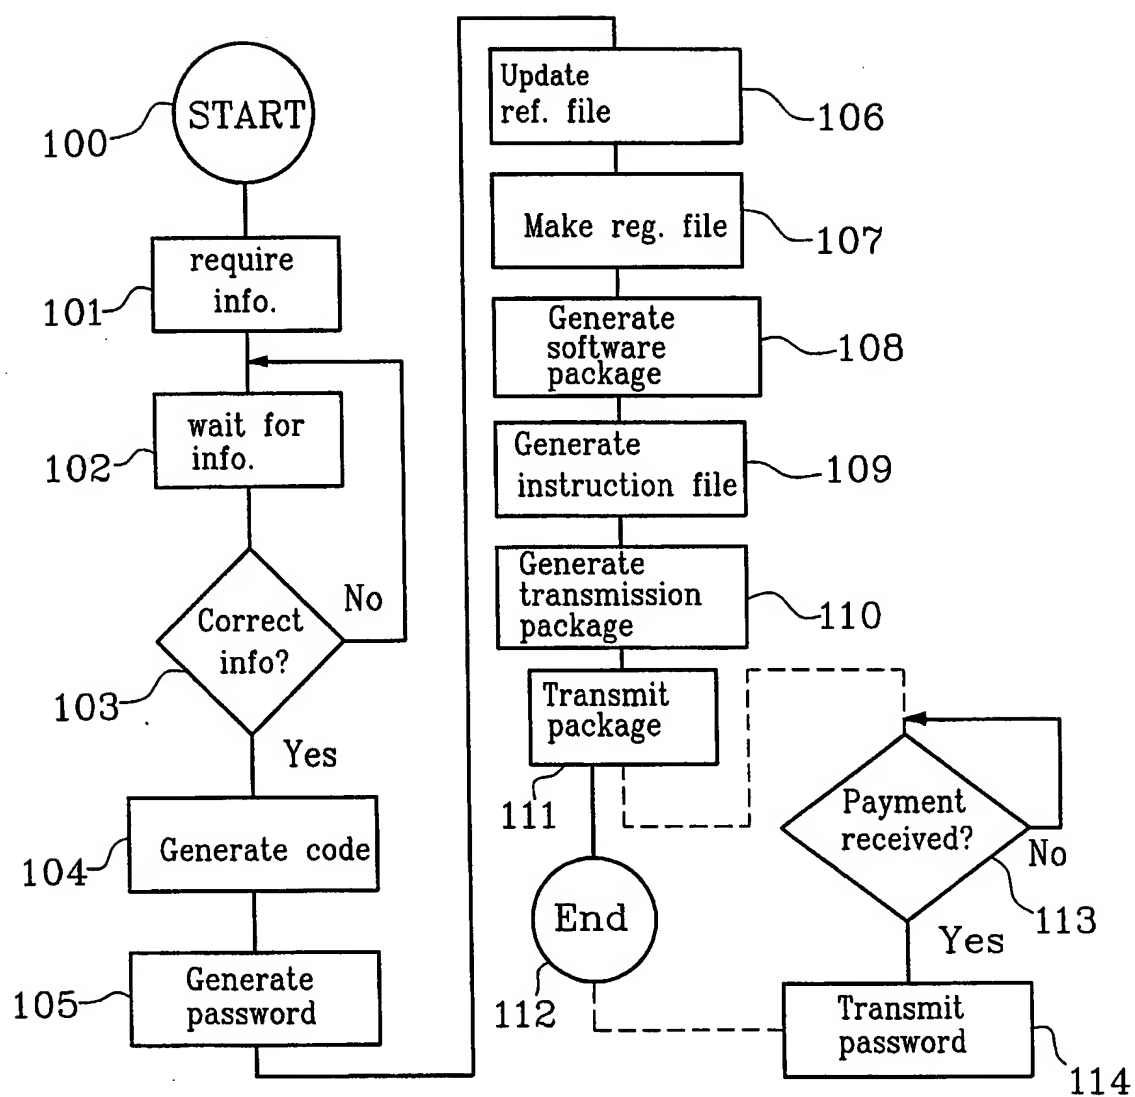 START
100
require
info.
101
wait for
info.
102
Correct
info?
No
103
Yes
Generate code
104
Generate
password
105
Update
ref. file
106
Make reg. file
107
Generate
software
package
108
Generate
instruction file
109
Generate
transmission
package
110
Transmit
package
111
End
112
Payment
received?
No
113
Yes
Transmit
password
114